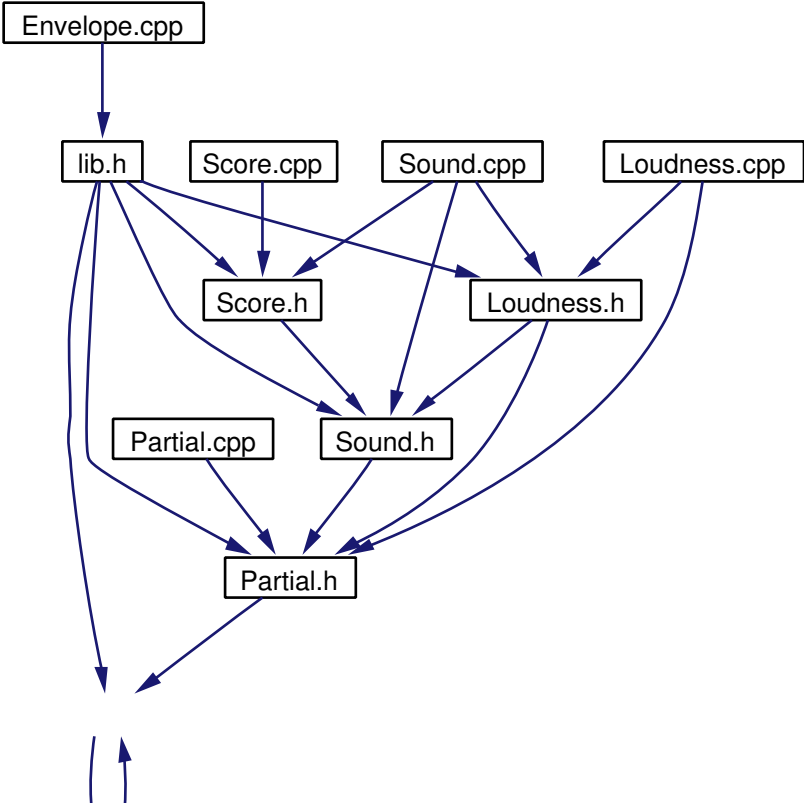 Envelope.cpp
lib.h
Score.cpp
Sound.cpp
Loudness.cpp
Score.h
Loudness.h
Partial.cpp
Sound.h
Partial.h